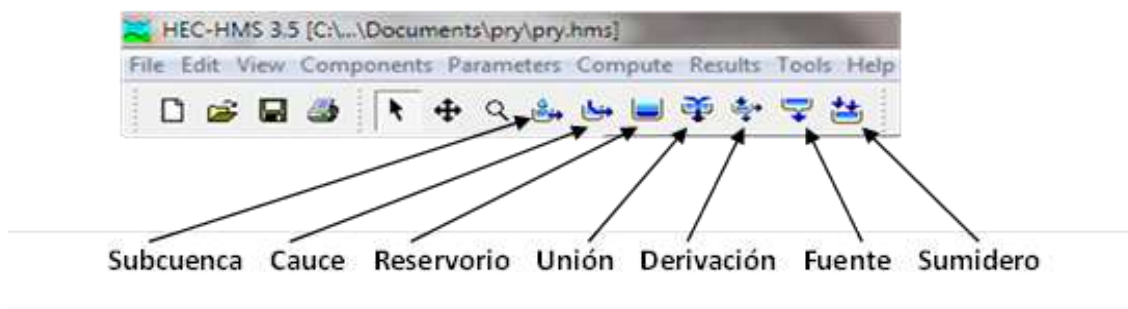 HEC-HMS 3.5 [C:\...\Documents\pry\pry.hms]
File Edit View Components Parameters Compute Results Tools Help
Subcuenca Cauce Reservorio Unión Derivación Fuente Sumidero